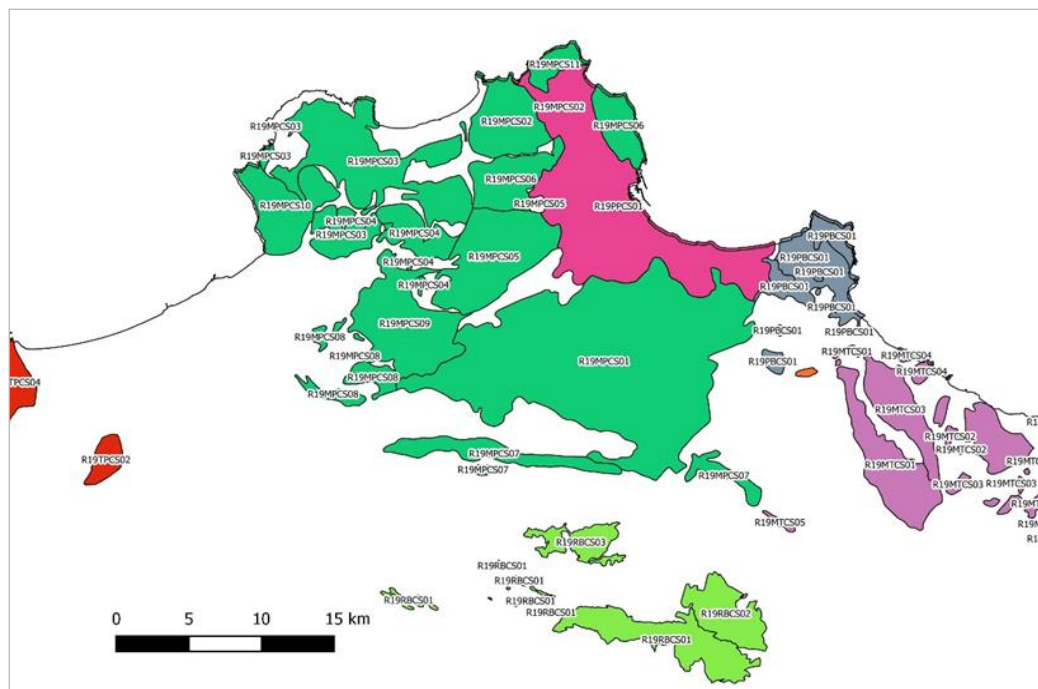 R19MPCS11
R19MPCS02
R19MPCS03
R19MPCS02
R19MPCS06
R19MPCS03
R19MPCS03
R19MPCS06
R19MPCS10
R19MPCS05
R19PPCS01
R19MPCS04
R19MPCS03
R19MPCS04
R19PBCS01
R19MPCS05
R19PBCS01
R19MPCS04
R19PBCS01
R19MPCS04
R19PBCS01
R19PBCS01
R19MPCS09
R19PBCS01
R19PBCS01
R19MPCS08
R19MTCS01
R19MTCS04
R19MPCS08
R19MPCS01
R19PBCS01
R19MTCS04
R19MPCS08
TPCS04
R19MPCS08
R19MTCS03
R19MTCS02
R19MTCS02
R19TPCS02
R19MPCS07
R19MTCS01
R19MPCS07
R19MPCS07
R19MTCS03
R19MTCS03
R19MTCS05
R19RBCS03
R19RBCS01
R19RBCS01
R19RBCS01
R19RBCS01
R19RBCS01
R19RBCS02
R19RBCS01
0 5 10 15 km